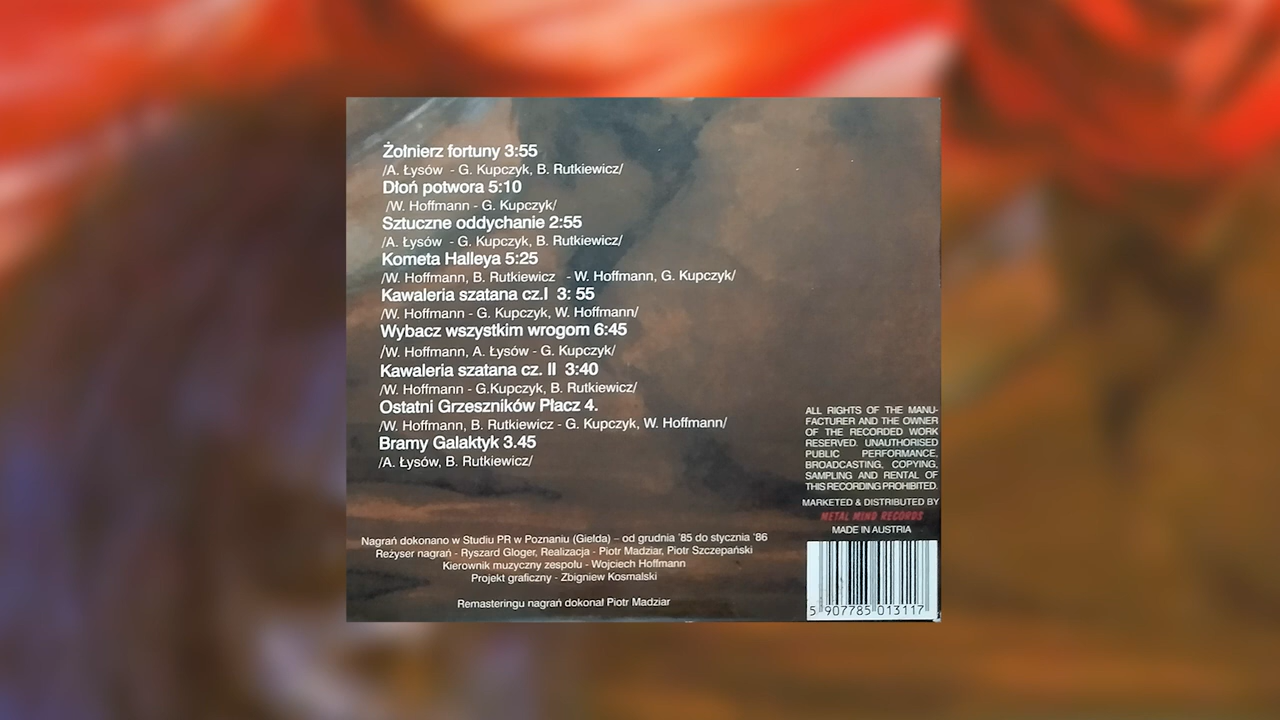 Żołnierz fortuny 3:55
/A. Łysów - G. Kupczyk, B. Rutkiewicz/
Dłoń potwora 5:10
/W. Hoffmann - G. Kupczyk/
Sztuczne oddychanie 2:55
/A. Łysów - G. Kupczyk, B. Rutkiewicz/
Kometa Halleya 5:25
/W. Hoffmann, B. Rutkiewicz - W. Hoffmann, G. Kupczyk/
Kawaleria szatana cz.I 3: 55
/W. Hoffmann - G. Kupczyk, W. Hoffmann/
Wybacz wszystkim wrogom 6:45
/W. Hoffmann, A. Łysów - G. Kupczyk/
Kawaleria szatana cz. II 3:40
/W. Hoffmann - G.Kupczyk, B. Rutkiewicz/
Ostatni Grzeszników Płacz 4.
/W. Hoffmann, B. Rutkiewicz - G. Kupczyk, W. Hoffmann/
Bramy Galaktyk 3.45
/A. Łysów, B. Rutkiewicz/
Nagrań dokonano w Studiu PR w Poznaniu (Giełda) – od grudnia '85 do stycznia '86
Reżyser nagrań - Ryszard Gloger, Realizacja - Piotr Madziar, Piotr Szczepański
Kierownik muzyczny zespołu - Wojciech Hoffmann
Projekt graficzny - Zbigniew Kosmalski
Remasteringu nagrań dokonał Piotr Madziar
ALL RIGHTS OF THE MANU-
FACTURER AND THE OWNER
OF THE RECORDED WORK
RESERVED. UNAUTHORISED
PUBLIC PERFORMANCE,
BROADCASTING, COPYING,
SAMPLING AND RENTAL OF
THIS RECORDING PROHIBITED.
MARKETED & DISTRIBUTED BY
METAL MIND RECORDS
MADE IN AUSTRIA
5 907785 013117